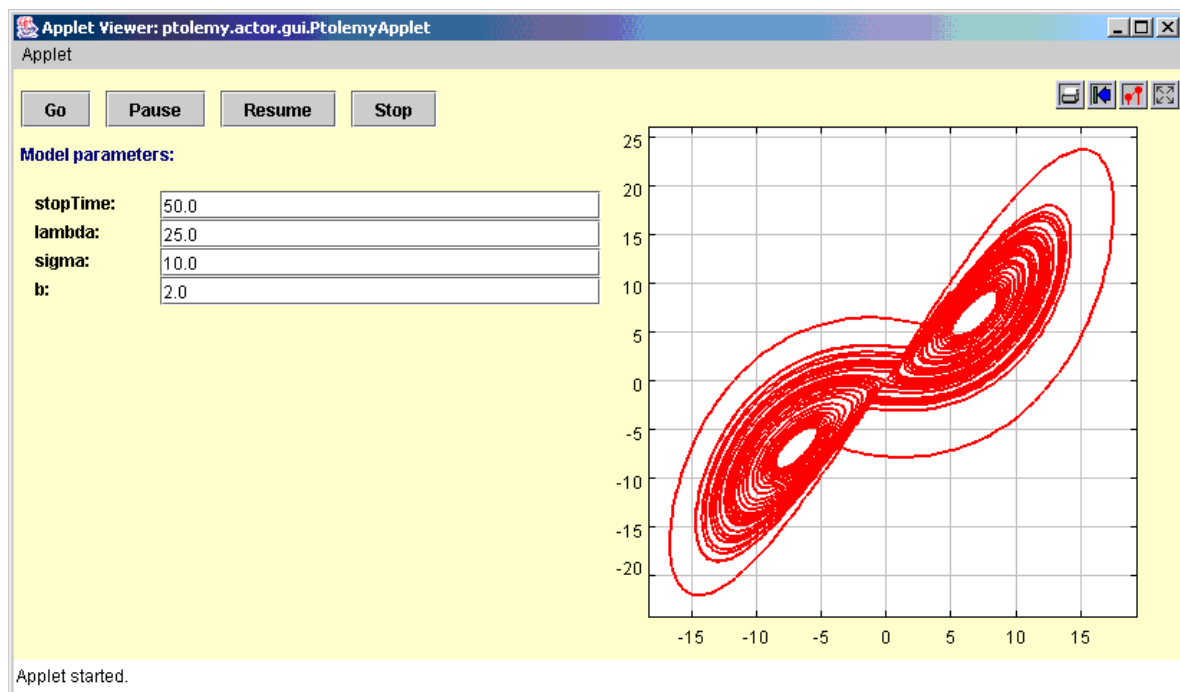 Applet Viewer: ptolemy.actor.gui.PtolemyApplet
Applet
Go Pause Resume Stop
Model parameters:
stopTime: 50.0
lambda: 25.0
sigma: 10.0
b: 2.0
25
20
15
10
5
0
-5
-10
-15
-20
-15 -10 -5 0 5 10 15
Applet started.